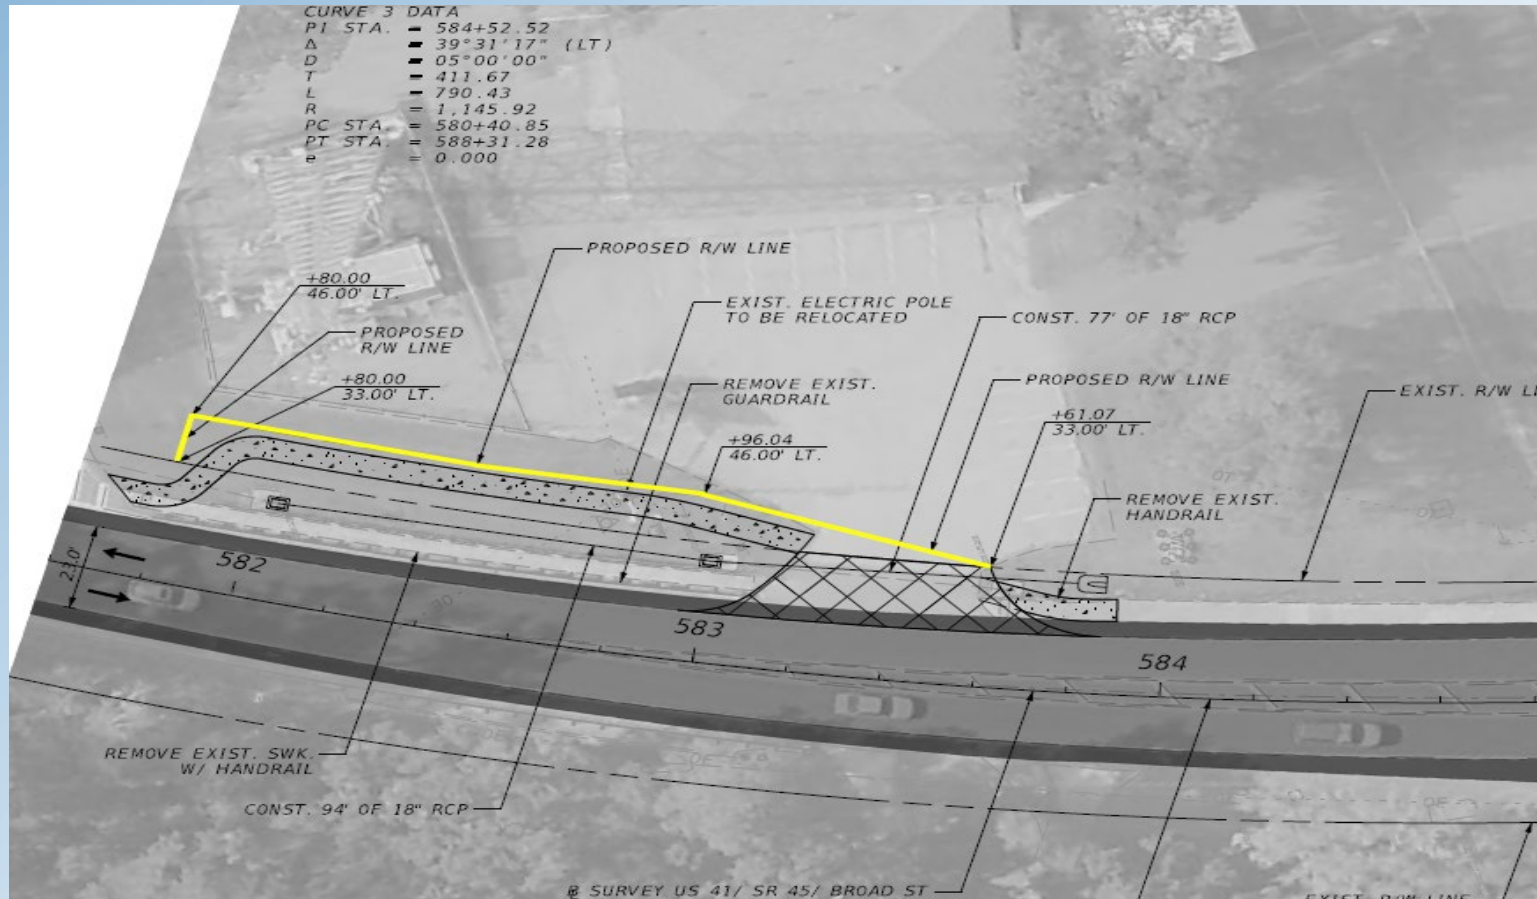 CURVE 3 DATA
PI STA. = 584+52.52
Δ = 39°31'17" (LT)
D = 05°00'00"
T = 411.67
L = 790.43
R = 1,145.92
PC STA. = 580+40.85
PT STA. = 588+31.28
e = 0.000
PROPOSED R/W LINE
+80.00
46.00' LT.
EXIST. ELECTRIC POLE
TO BE RELOCATED
CONST. 77' OF 18" RCP
PROPOSED
R/W LINE
+80.00
33.00' LT.
REMOVE EXIST.
GUARDRAIL
PROPOSED R/W LINE
EXIST. R/W
+61.07
33.00' LT.
+96.04
46.00' LT.
REMOVE EXIST.
HANDRAIL
23.0'
582
583
584
REMOVE EXIST. SWK.
W/ HANDRAIL
CONST. 94' OF 18" RCP
℄ SURVEY US 41/ SR 45/ BROAD ST
EXIST. R/W LINE